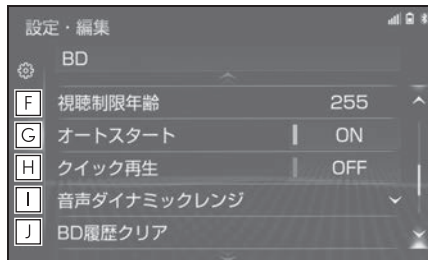 設定・編集
BD
F 視聴制限年齢 255
G オートスタート ON
H クイック再生 OFF
I 音声ダイナミックレンジ
J BD履歴クリア